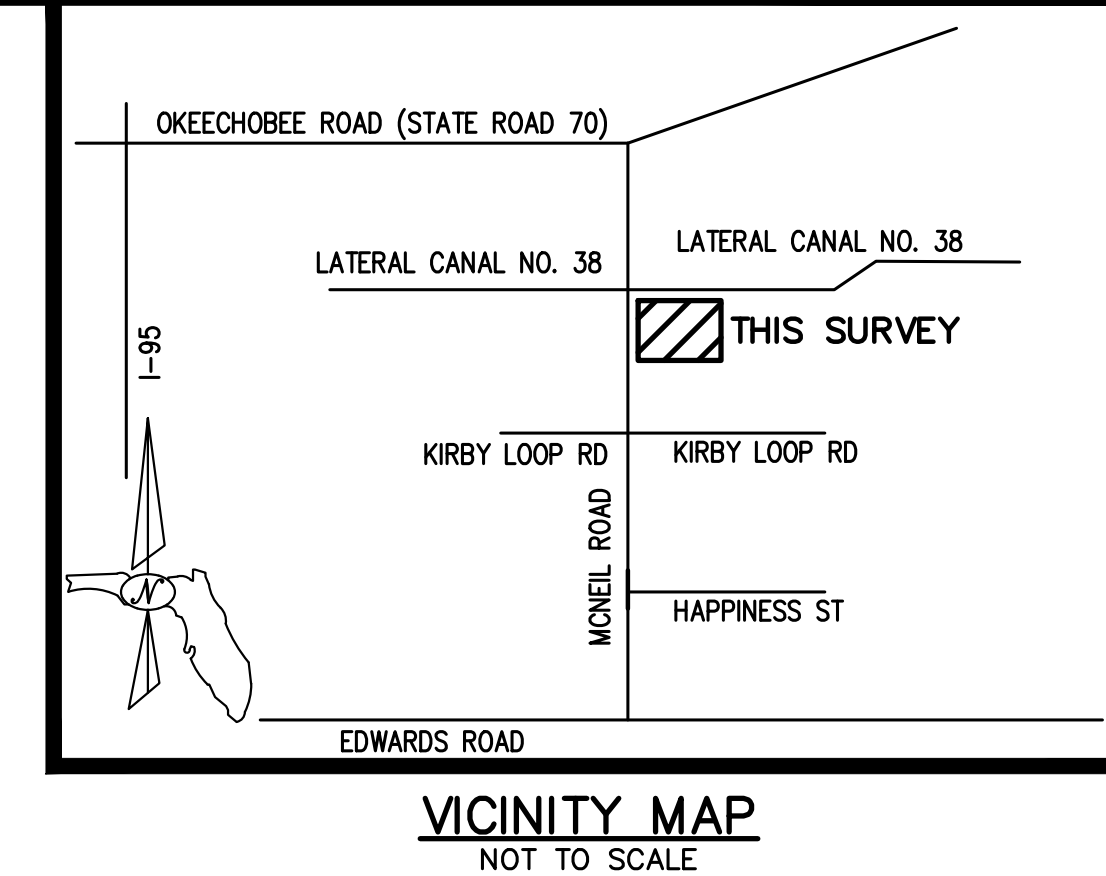 OKEECHOBEE ROAD (STATE ROAD 70)
LATERAL CANAL NO. 38
LATERAL CANAL NO. 38
THIS SURVEY
I-95
KIRBY LOOP RD
KIRBY LOOP RD
MCNEIL ROAD
N
HAPPINESS ST
EDWARDS ROAD
VICINITY MAP
NOT TO SCALE